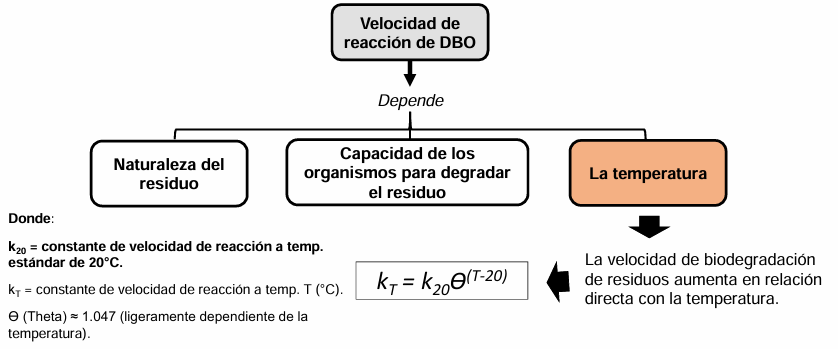 Velocidad de
reacción de DBO
Depende
Naturaleza del
residuo
Capacidad de los
organismos para degradar
el residuo
La temperatura
Donde:
k20 = constante de velocidad de reacción a temp.
estándar de 20°C.
kT = constante de velocidad de reacción a temp. T (°C).
ϴ (Theta) ≈ 1.047 (ligeramente dependiente de la
temperatura).
kT = k20ϴ(T-20)
La velocidad de biodegradación
de residuos aumenta en relación
directa con la temperatura.